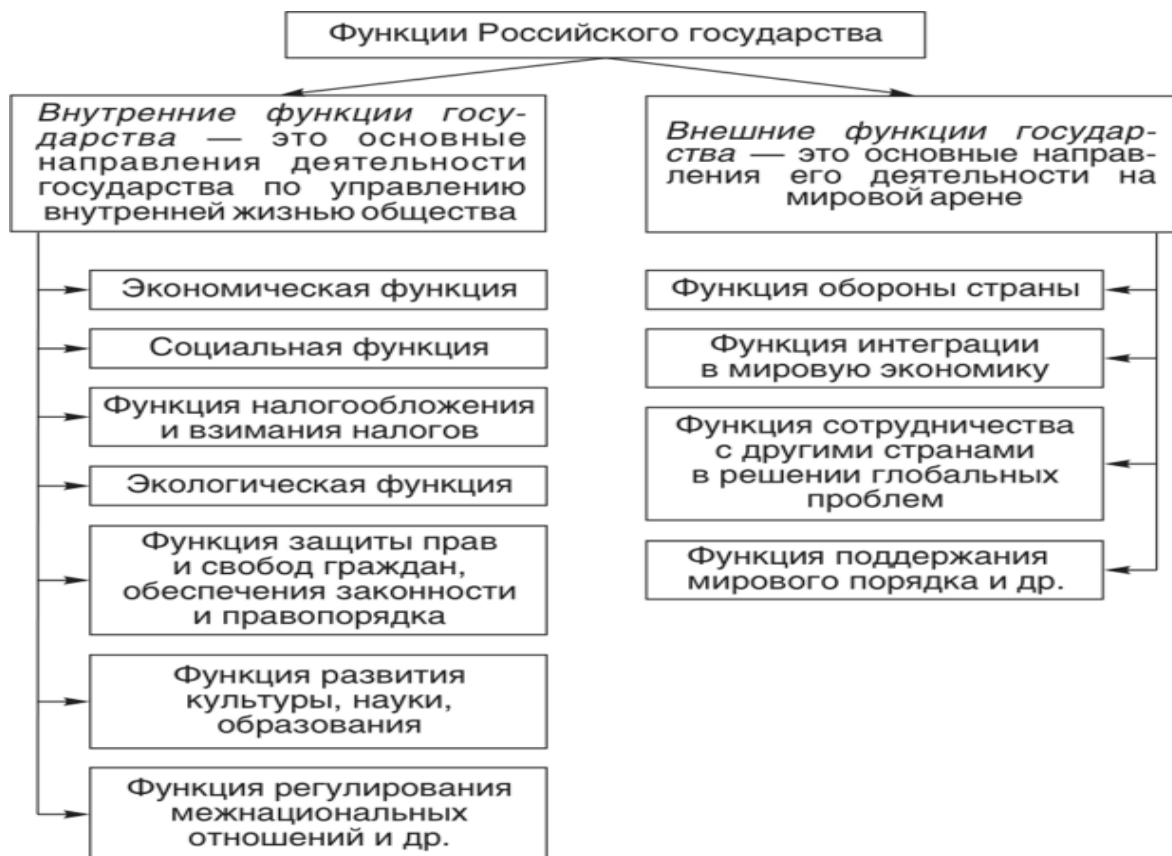 Функции Российского государства
Внутренние функции госу-
дарства — это основные
направления деятельности
государства по управлению
внутренней жизнью общества
Экономическая функция
Социальная функция
Функция налогообложения
и взимания налогов
Экологическая функция
Функция защиты прав
и свобод граждан,
обеспечения законности
и правопорядка
Функция развития
культуры, науки,
образования
Функция регулирования
межнациональных
отношений и др.
Внешние функции государ-
ства — это основные направ-
ления его деятельности на
мировой арене
Функция обороны страны
Функция интеграции
в мировую экономику
Функция сотрудничества
с другими странами
в решении глобальных
проблем
Функция поддержания
мирового порядка и др.